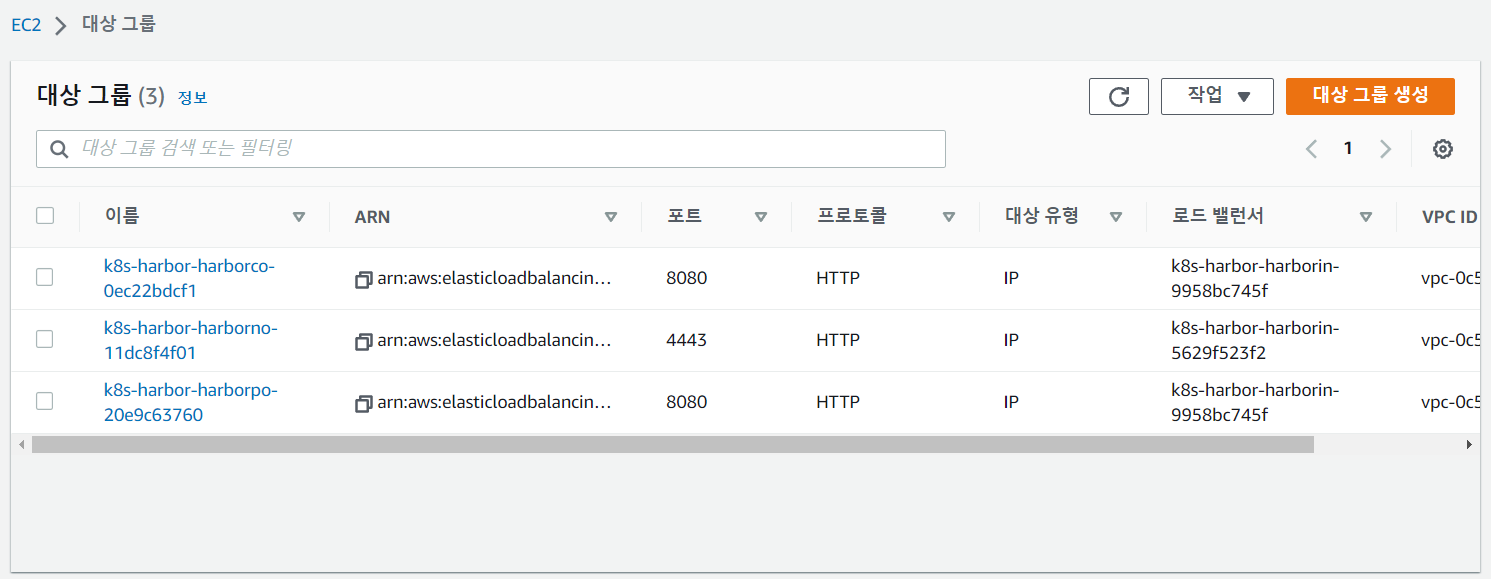 EC2 > 대상 그룹
대상 그룹 (3) 정보
작업
대상 그룹 생성
대상 그룹 검색 또는 필터링
1
이름 ARN 포트 프로토콜 대상 유형 로드 밸런서 VPC ID
k8s-harbor-harborco-
0ec22bdcf1
arn:aws:elasticloadbalancin... 8080 HTTP IP
k8s-harbor-harborin-
9958bc745f
vpc-0c5
k8s-harbor-harborno-
11dc8f4f01
arn:aws:elasticloadbalancin... 4443 HTTP IP
k8s-harbor-harborin-
5629f523f2
vpc-0c5
k8s-harbor-harborpo-
20e9c63760
arn:aws:elasticloadbalancin... 8080 HTTP IP
k8s-harbor-harborin-
9958bc745f
vpc-0c5